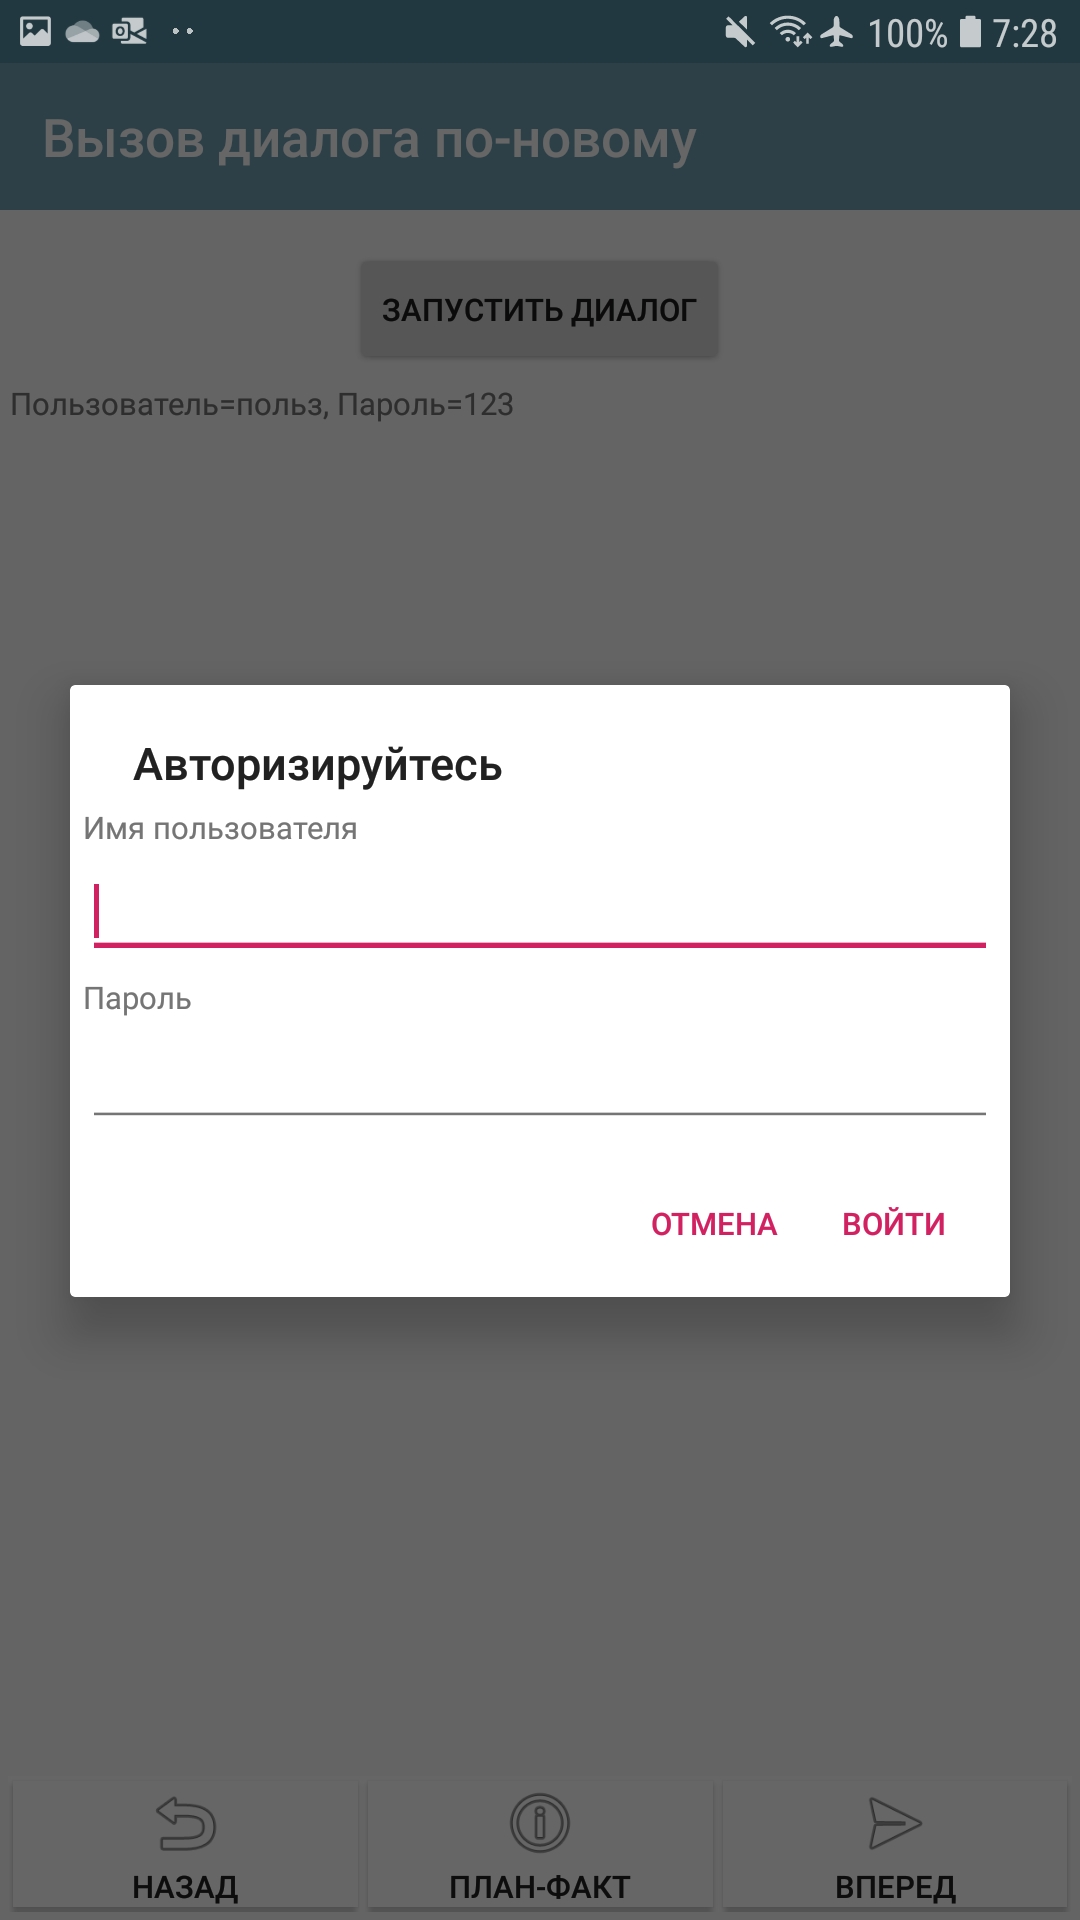 100% 7:28
Вызов диалога по-новому
ЗАПУСТИТЬ ДИАЛОГ
Пользователь=польз, Пароль=123
Авторизируйтесь
Имя пользователя
Пароль
ОТМЕНА ВОЙТИ
НАЗАД ПЛАН-ФАКТ ВПЕРЕД